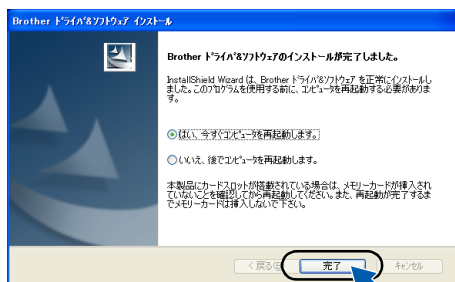 Brother ﾄﾞﾗｲﾊﾞ&ｿﾌﾄｳｪｱ ｲﾝｽﾄｰﾙ
Brother ﾄﾞﾗｲﾊﾞ&ｿﾌﾄｳｪｱのインストールが完了しました。
InstallShield Wizard は、Brother ﾄﾞﾗｲﾊﾞ&ｿﾌﾄｳｪｱ を正常にｲﾝｽﾄｰﾙし
ました。このﾌﾟﾛｸﾞﾗﾑを使用する前に、ｺﾝﾋﾟｭｰﾀを再起動する必要がありま
す。
はい、今すぐｺﾝﾋﾟｭｰﾀを再起動します。
いいえ、後でｺﾝﾋﾟｭｰﾀを再起動します。
本製品にカードスロットが搭載されている場合は、メモリーカードが挿入され
ていないことを確認してから再起動してください。また、再起動が完了するま
でメモリーカードは挿入しないで下さい。
< 戻る(B) 完了 ｷｬﾝｾﾙ